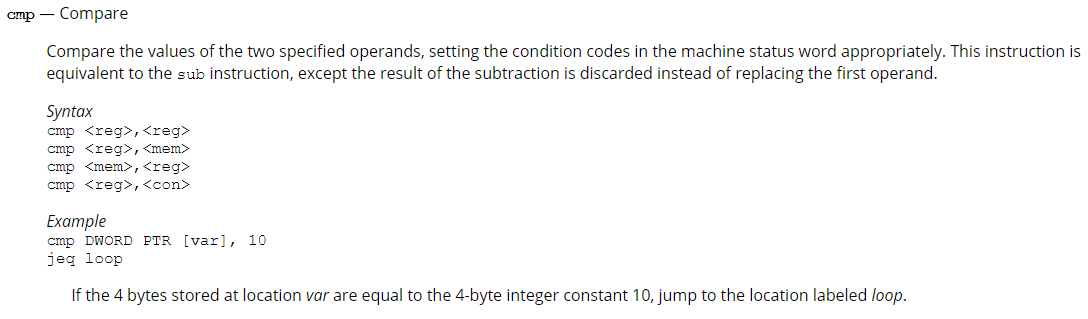 cmp — Compare
Compare the values of the two specified operands, setting the condition codes in the machine status word appropriately. This instruction is
equivalent to the sub instruction, except the result of the subtraction is discarded instead of replacing the first operand.
Syntax
cmp <reg>,<reg>
cmp <reg>,<mem>
cmp <mem>,<reg>
cmp <reg>,<con>
Example
cmp DWORD PTR [var], 10
jeq loop
If the 4 bytes stored at location var are equal to the 4-byte integer constant 10, jump to the location labeled loop.